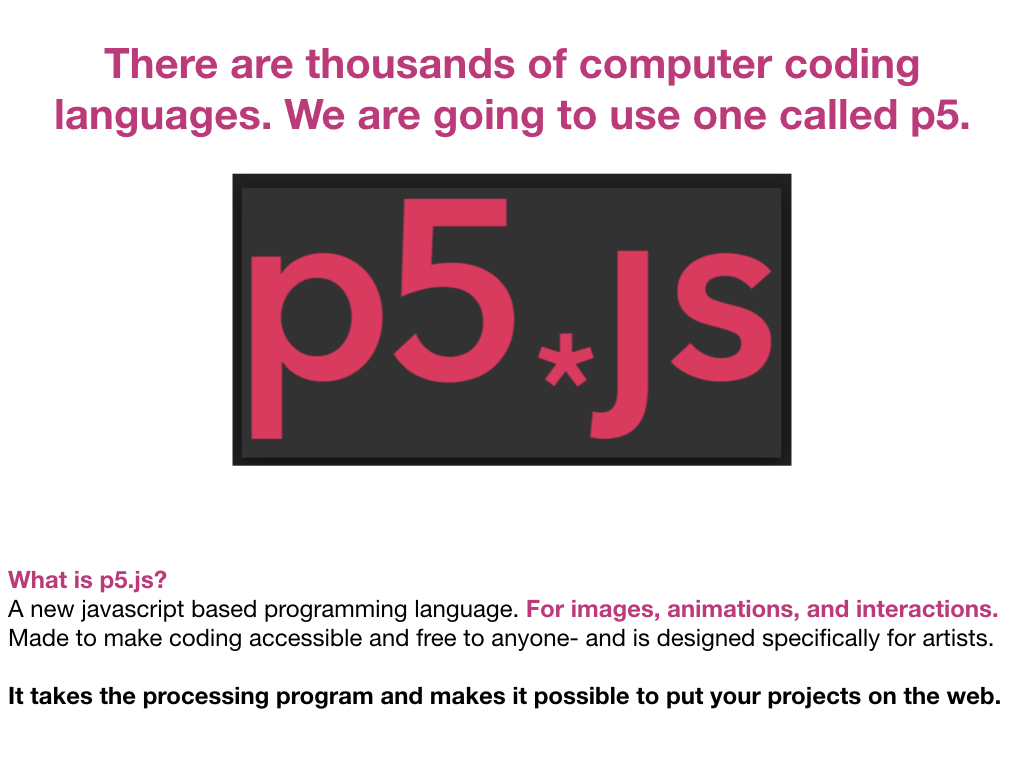 There are thousands of computer coding
languages. We are going to use one called p5.
p5*js
What is p5.js?
A new javascript based programming language. For images, animations, and interactions.
Made to make coding accessible and free to anyone- and is designed specifically for artists.
It takes the processing program and makes it possible to put your projects on the web.